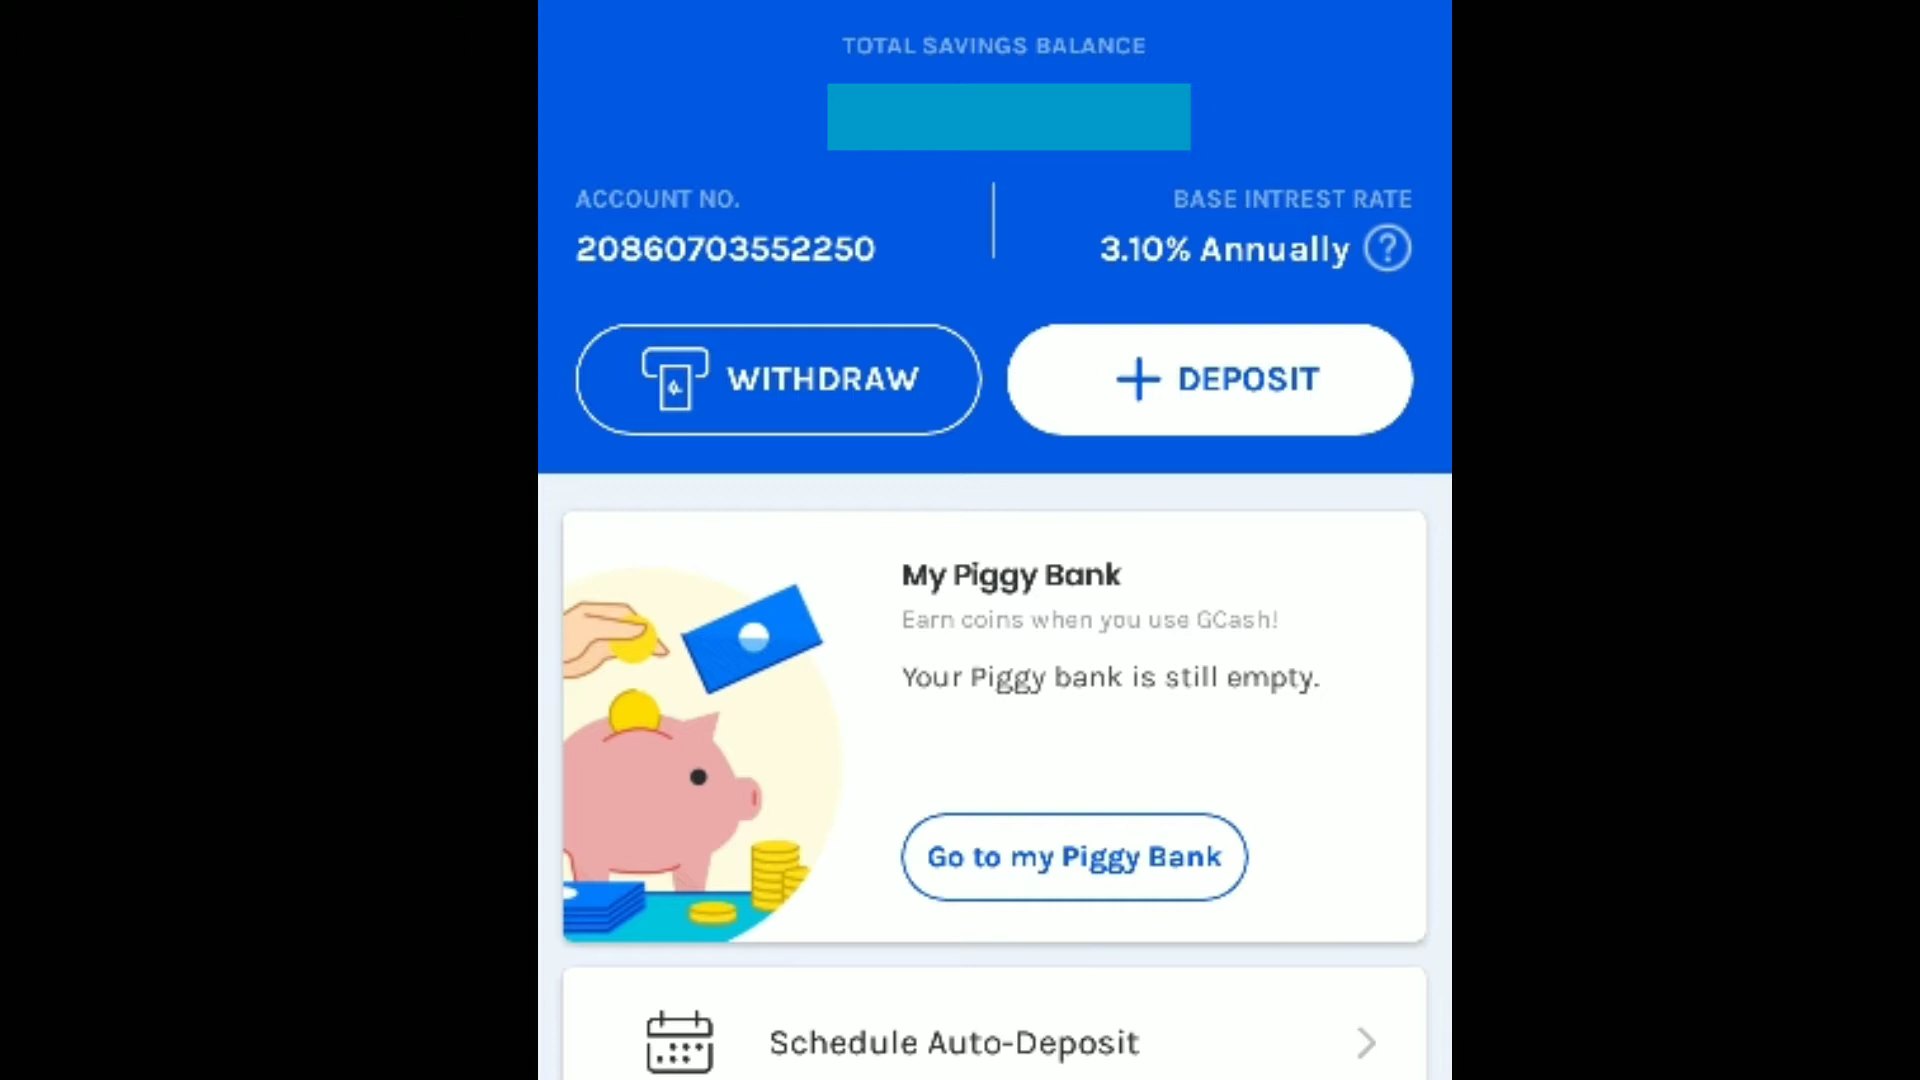 TOTAL SAVINGS BALANCE
ACCOUNT NO.
BASE INTREST RATE
20860703552250
3.10% Annually ?
WITHDRAW
+ DEPOSIT
My Piggy Bank
Earn coins when you use GCash!
Your Piggy bank is still empty.
Go to my Piggy Bank
Schedule Auto-Deposit